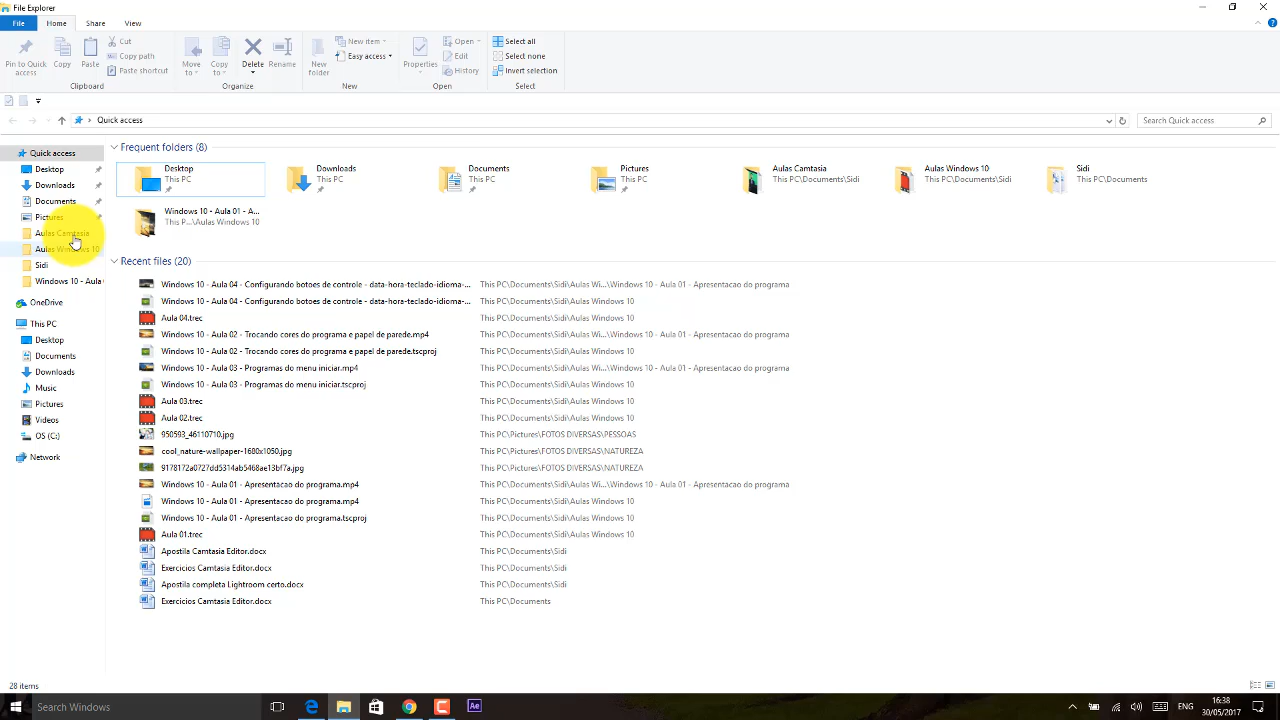 File Explorer
File Home Share View
Pin to Quick access
Copy
Paste
Cut
Copy path
Paste shortcut
Clipboard
Move to
Copy to
Delete
Rename
Organize
New folder
New item
Easy access
New
Properties
Open
Edit
History
Open
Select all
Select none
Invert selection
Select
Quick access
Search Quick access
Quick access
Desktop
Downloads
Documents
Pictures
Aulas Camtasia
Aulas Windows 10
Sidi
Windows 10 - Aula
OneDrive
This PC
Desktop
Documents
Downloads
Music
Pictures
Videos
OS (C:)
Network
Frequent folders (8)
Desktop
This PC
Downloads
This PC
Documents
This PC
Pictures
This PC
Aulas Camtasia
This PC\Documents\Sidi
Aulas Windows 10
This PC\Documents\Sidi
Sidi
This PC\Documents
Windows 10 - Aula 01 - A...
This P...\Aulas Windows 10
Recent files (20)
Windows 10 - Aula 04 - Configurando botoes de controle - data-hora-teclado-idioma-... This PC\Documents\Sidi\Aulas Wi...\Windows 10 - Aula 01 - Apresentacao do programa
Windows 10 - Aula 04 - Configurando botoes de controle - data-hora-teclado-idioma-... This PC\Documents\Sidi\Aulas Windows 10
Aula 04.trec This PC\Documents\Sidi\Aulas Windows 10
Windows 10 - Aula 02 - Trocando cores do programa e papel de parede.mp4 This PC\Documents\Sidi\Aulas Wi...\Windows 10 - Aula 01 - Apresentacao do programa
Windows 10 - Aula 02 - Trocando cores do programa e papel de parede.tscproj This PC\Documents\Sidi\Aulas Windows 10
Windows 10 - Aula 03 - Programas do menu iniciar.mp4 This PC\Documents\Sidi\Aulas Wi...\Windows 10 - Aula 01 - Apresentacao do programa
Windows 10 - Aula 03 - Programas do menu iniciar.tscproj This PC\Documents\Sidi\Aulas Windows 10
Aula 03.trec This PC\Documents\Sidi\Aulas Windows 10
Aula 02.trec This PC\Documents\Sidi\Aulas Windows 10
950593_46110710.jpg This PC\Pictures\FOTOS DIVERSAS\PESSOAS
cool_nature-wallpaper-1680x1050.jpg This PC\Pictures\FOTOS DIVERSAS\NATUREZA
9178172a0727dd5314ab5468ae13bf7a.jpg This PC\Pictures\FOTOS DIVERSAS\NATUREZA
Windows 10 - Aula 01 - Apresentacao do programa.mp4 This PC\Documents\Sidi\Aulas Wi...\Windows 10 - Aula 01 - Apresentacao do programa
Windows 10 - Aula 01 - Apresentacao do programa.mp4 This PC\Documents\Sidi\Aulas Windows 10
Windows 10 - Aula 01 - Apresentacao do programa.tscproj This PC\Documents\Sidi\Aulas Windows 10
Aula 01.trec This PC\Documents\Sidi\Aulas Windows 10
Apostila Camtasia Editor.docx This PC\Documents\Sidi
Exercicios Camtasia Editor.docx This PC\Documents\Sidi
Apostila completa Lightroom certo.docx This PC\Documents\Sidi
Exercicios Camtasia Editor.docx This PC\Documents
28 items
Search Windows
Ae
16:38
30/05/2017